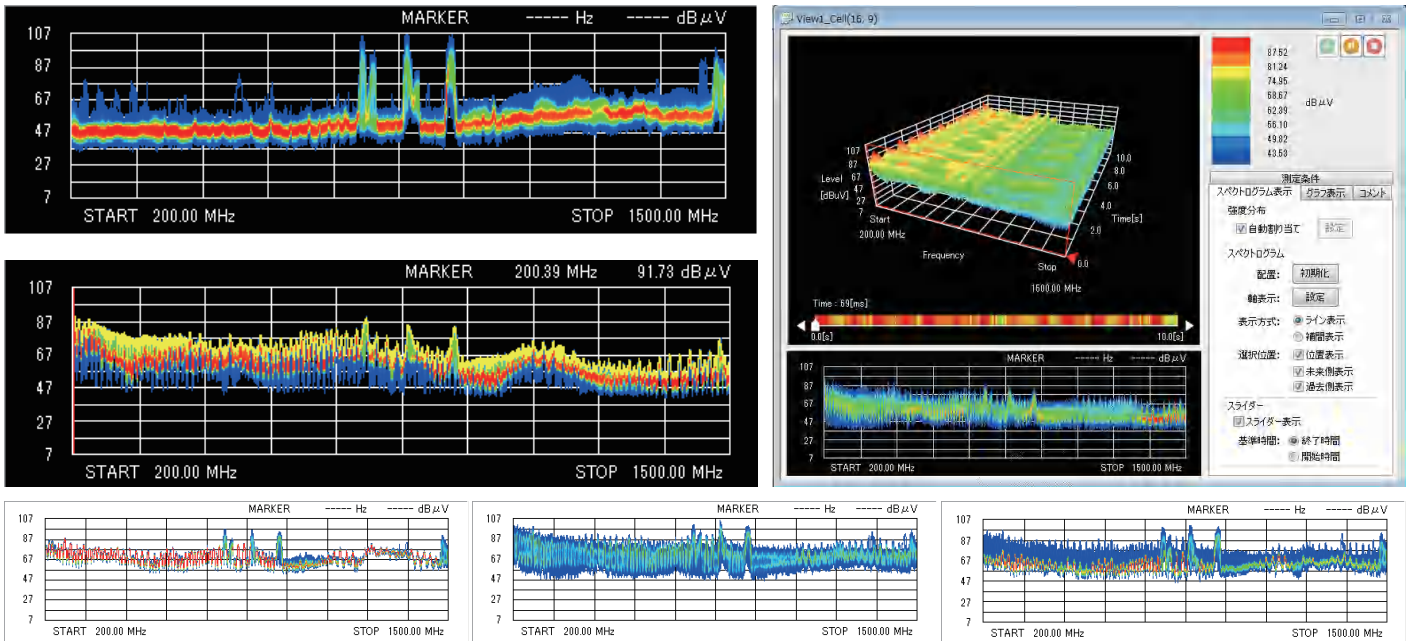 MARKER ----- Hz ----- dBμV
107
87
67
47
27
7
START 200.00 MHz STOP 1500.00 MHz
MARKER 200.39 MHz 91.73 dBμV
107
87
67
47
27
7
START 200.00 MHz STOP 1500.00 MHz
View1_Cell(16, 9)
107
87
67
47
27
7
Level
[dBuV]
Start
200.00 MHz
Frequency
Stop
1500.00 MHz
10.0
8.0
6.0
4.0
2.0
0.0
Time[s]
Time : 69[ms]
0.0[s] 10.0[s]
MARKER ----- Hz ----- dBμV
107
87
67
47
27
7
START 200.00 MHz STOP 1500.00 MHz
87.52
81.24
74.95
68.67
62.39
56.10
49.82
43.53
dBμV
測定条件
スペクトログラム表示 グラフ表示 コメント
強度分布
自動割り当て 設定
スペクトログラム
配置: 初期化
軸表示: 設定
表示方式: ライン表示
補間表示
選択位置: 位置表示
未来側表示
過去側表示
スライダー
スライダー表示
基準時間: 終了時間
開始時間
MARKER ----- Hz ----- dBμV
107
87
67
47
27
7
START 200.00 MHz STOP 1500.00 MHz
MARKER ----- Hz ----- dBμV
107
87
67
47
27
7
START 200.00 MHz STOP 1500.00 MHz
MARKER ----- Hz ----- dBμV
107
87
67
47
27
7
START 200.00 MHz STOP 1500.00 MHz